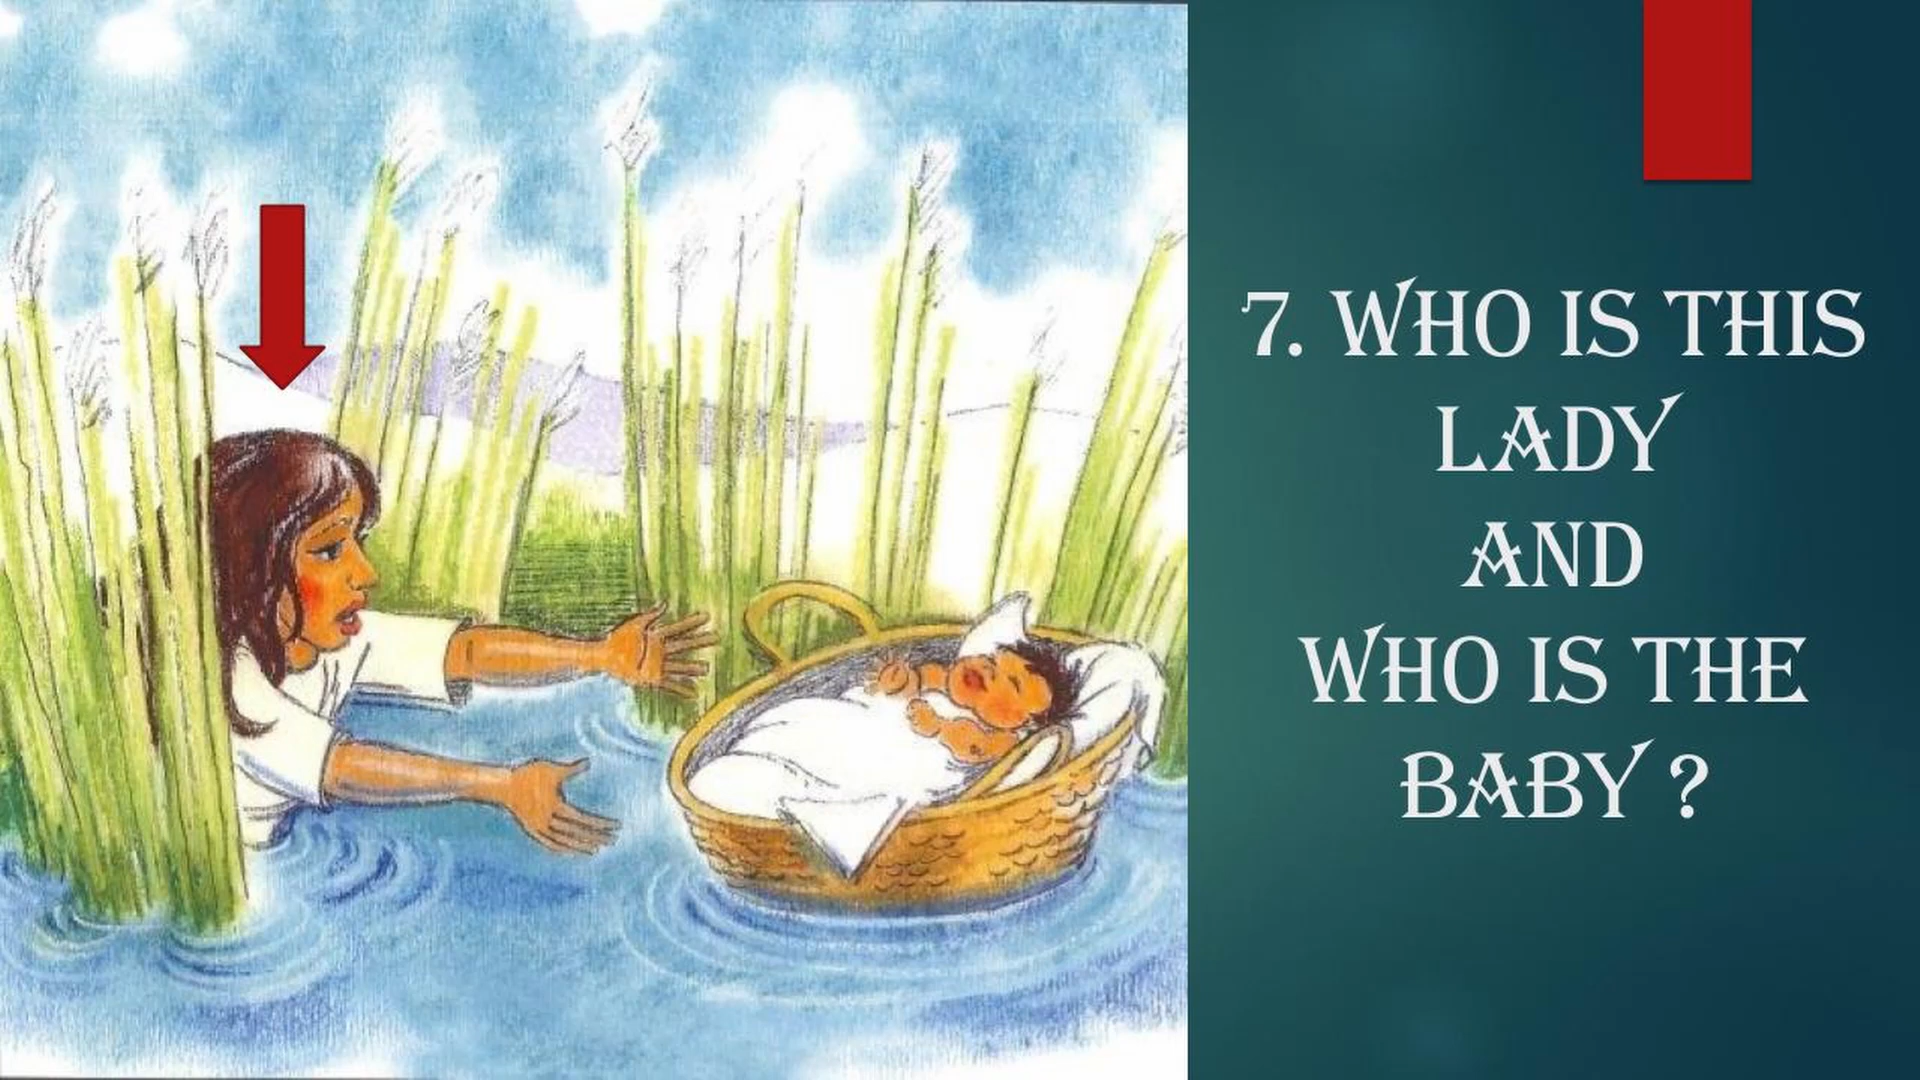 7. WHO IS THIS
LADY
AND
WHO IS THE
BABY ?